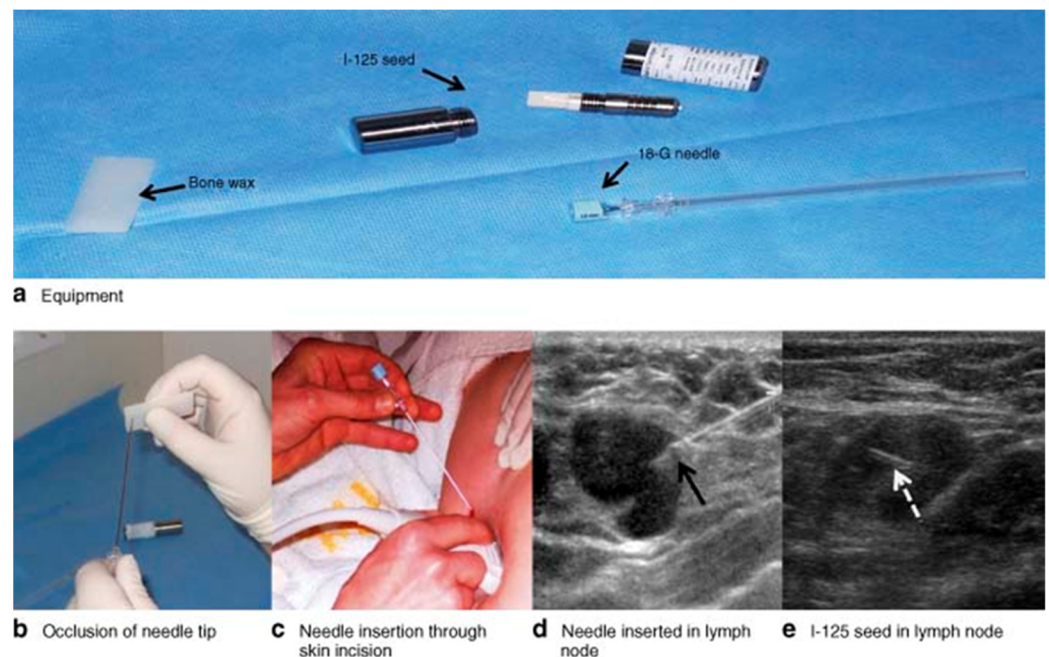 I-125 seed
18-G needle
Bone wax
a Equipment
b Occlusion of needle tip
c Needle insertion through
skin incision
d Needle inserted in lymph
node
e I-125 seed in lymph node